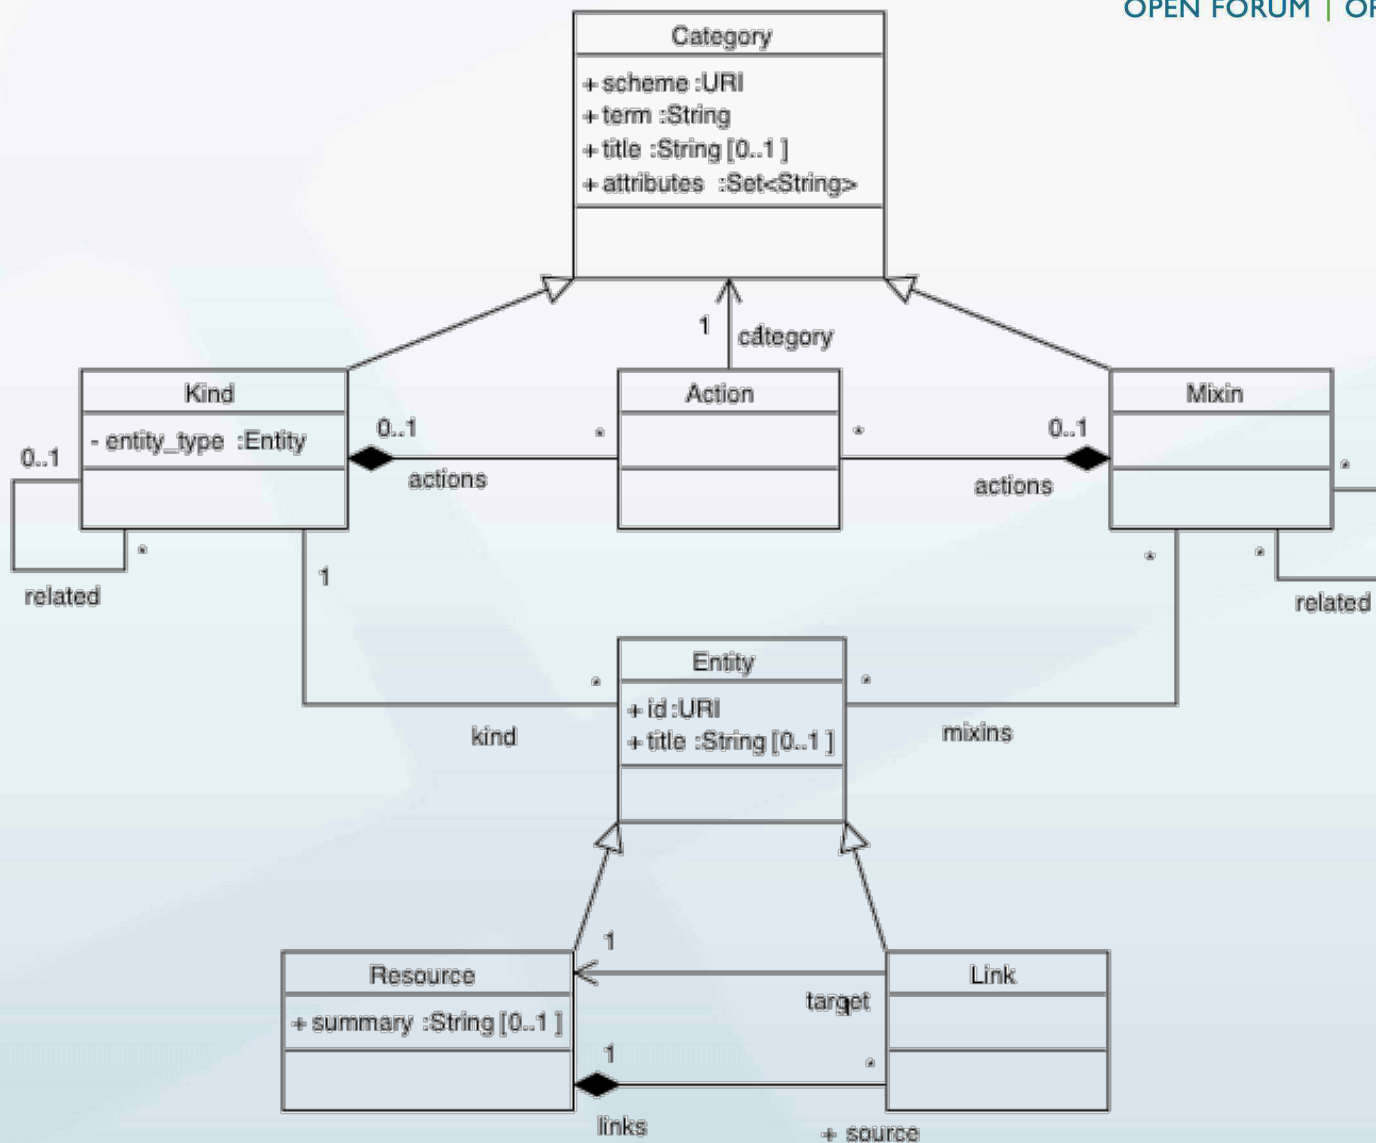 OPEN FORUM | OF
Category
+ scheme :URI
+ term :String
+ title :String [0..1 ]
+ attributes :Set<String>
1
category
Kind
- entity_type :Entity
0..1
*
related
0..1
*
actions
Action
*
0..1
actions
Mixin
*
*
related
1
*
kind
Entity
+ id :URI
+ title :String [0..1 ]
*
*
mixins
Resource
+ summary :String [0..1 ]
1
target
Link
1
*
links
+ source